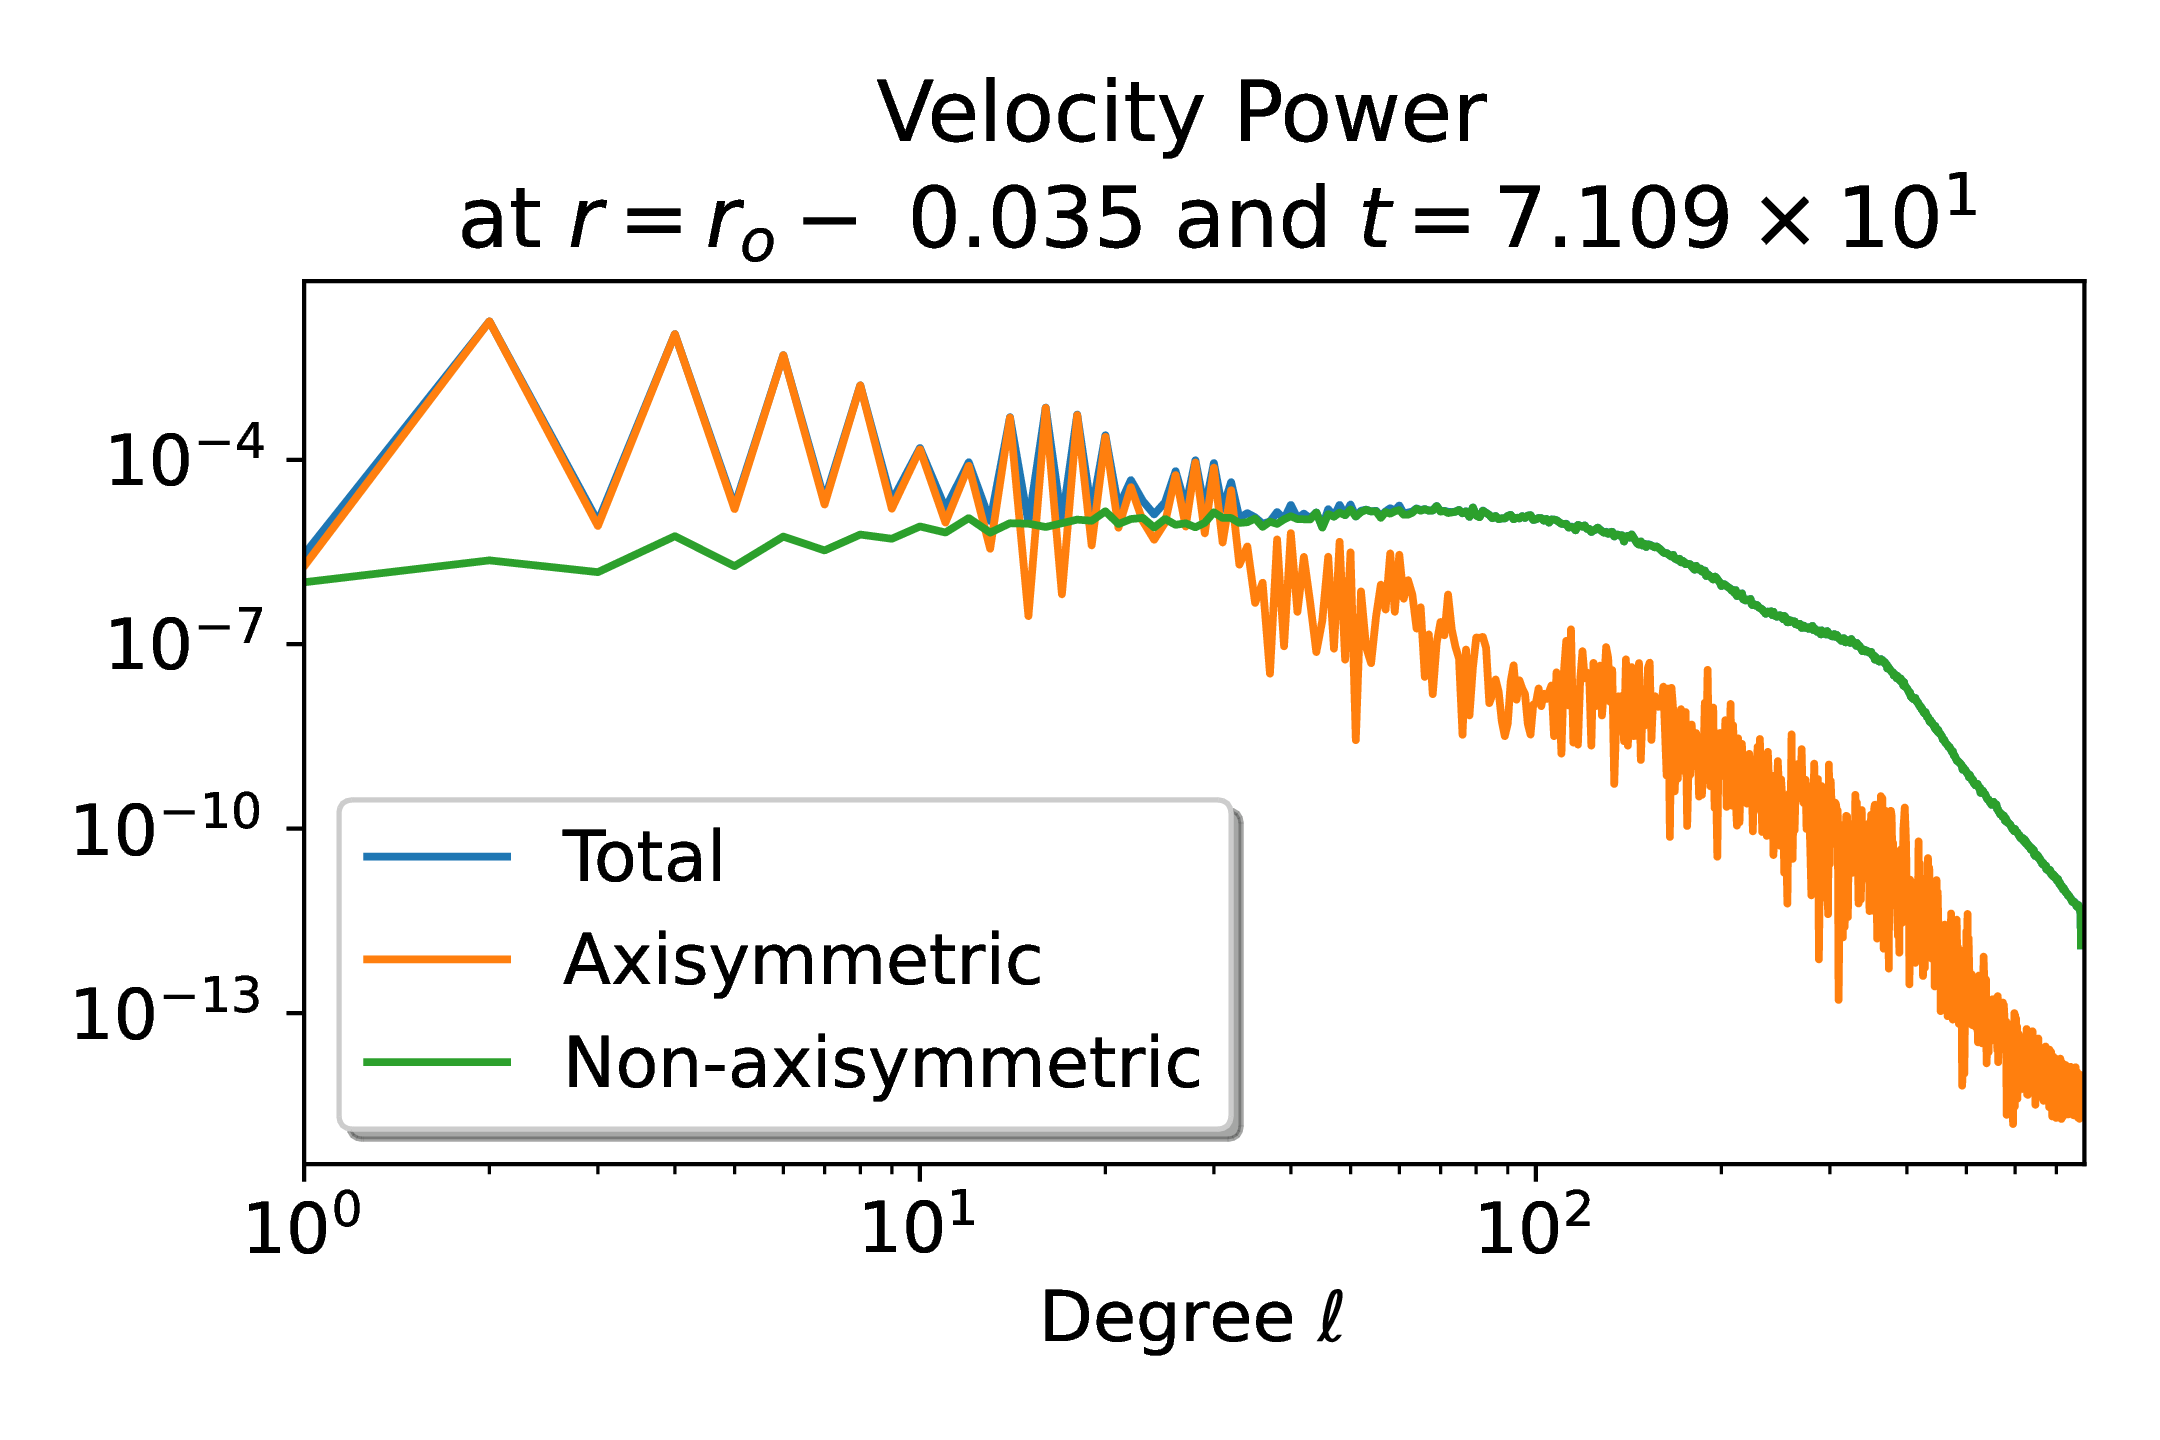 Velocity Power
at r = r_o − 0.035 and t = 7.109 × 10^1
10^−4
10^−7
10^−10
10^−13
Total
Axisymmetric
Non-axisymmetric
10^0 10^1 10^2
Degree ℓ